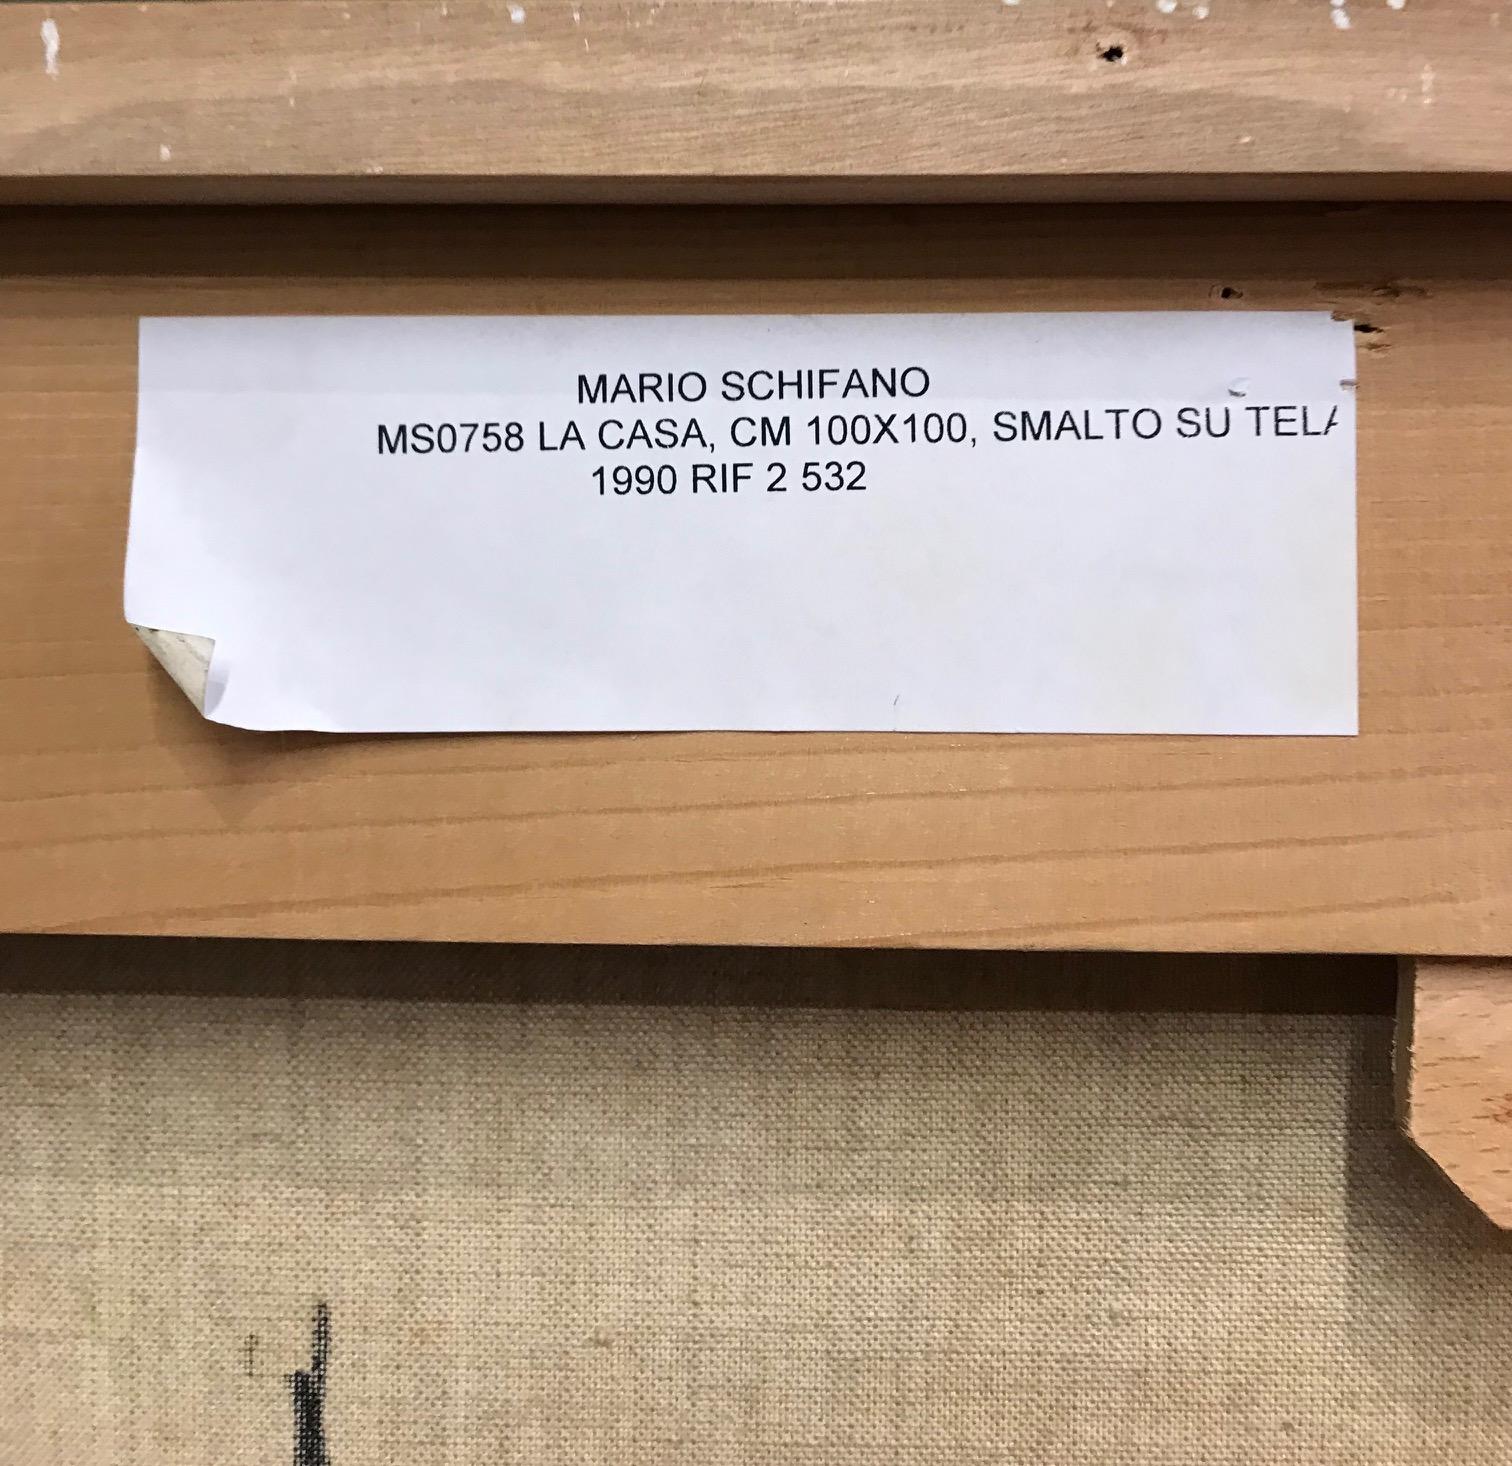 MARIO SCHIFANO
MS0758 LA CASA, CM 100X100, SMALTO SU TELA
1990 RIF 2 532